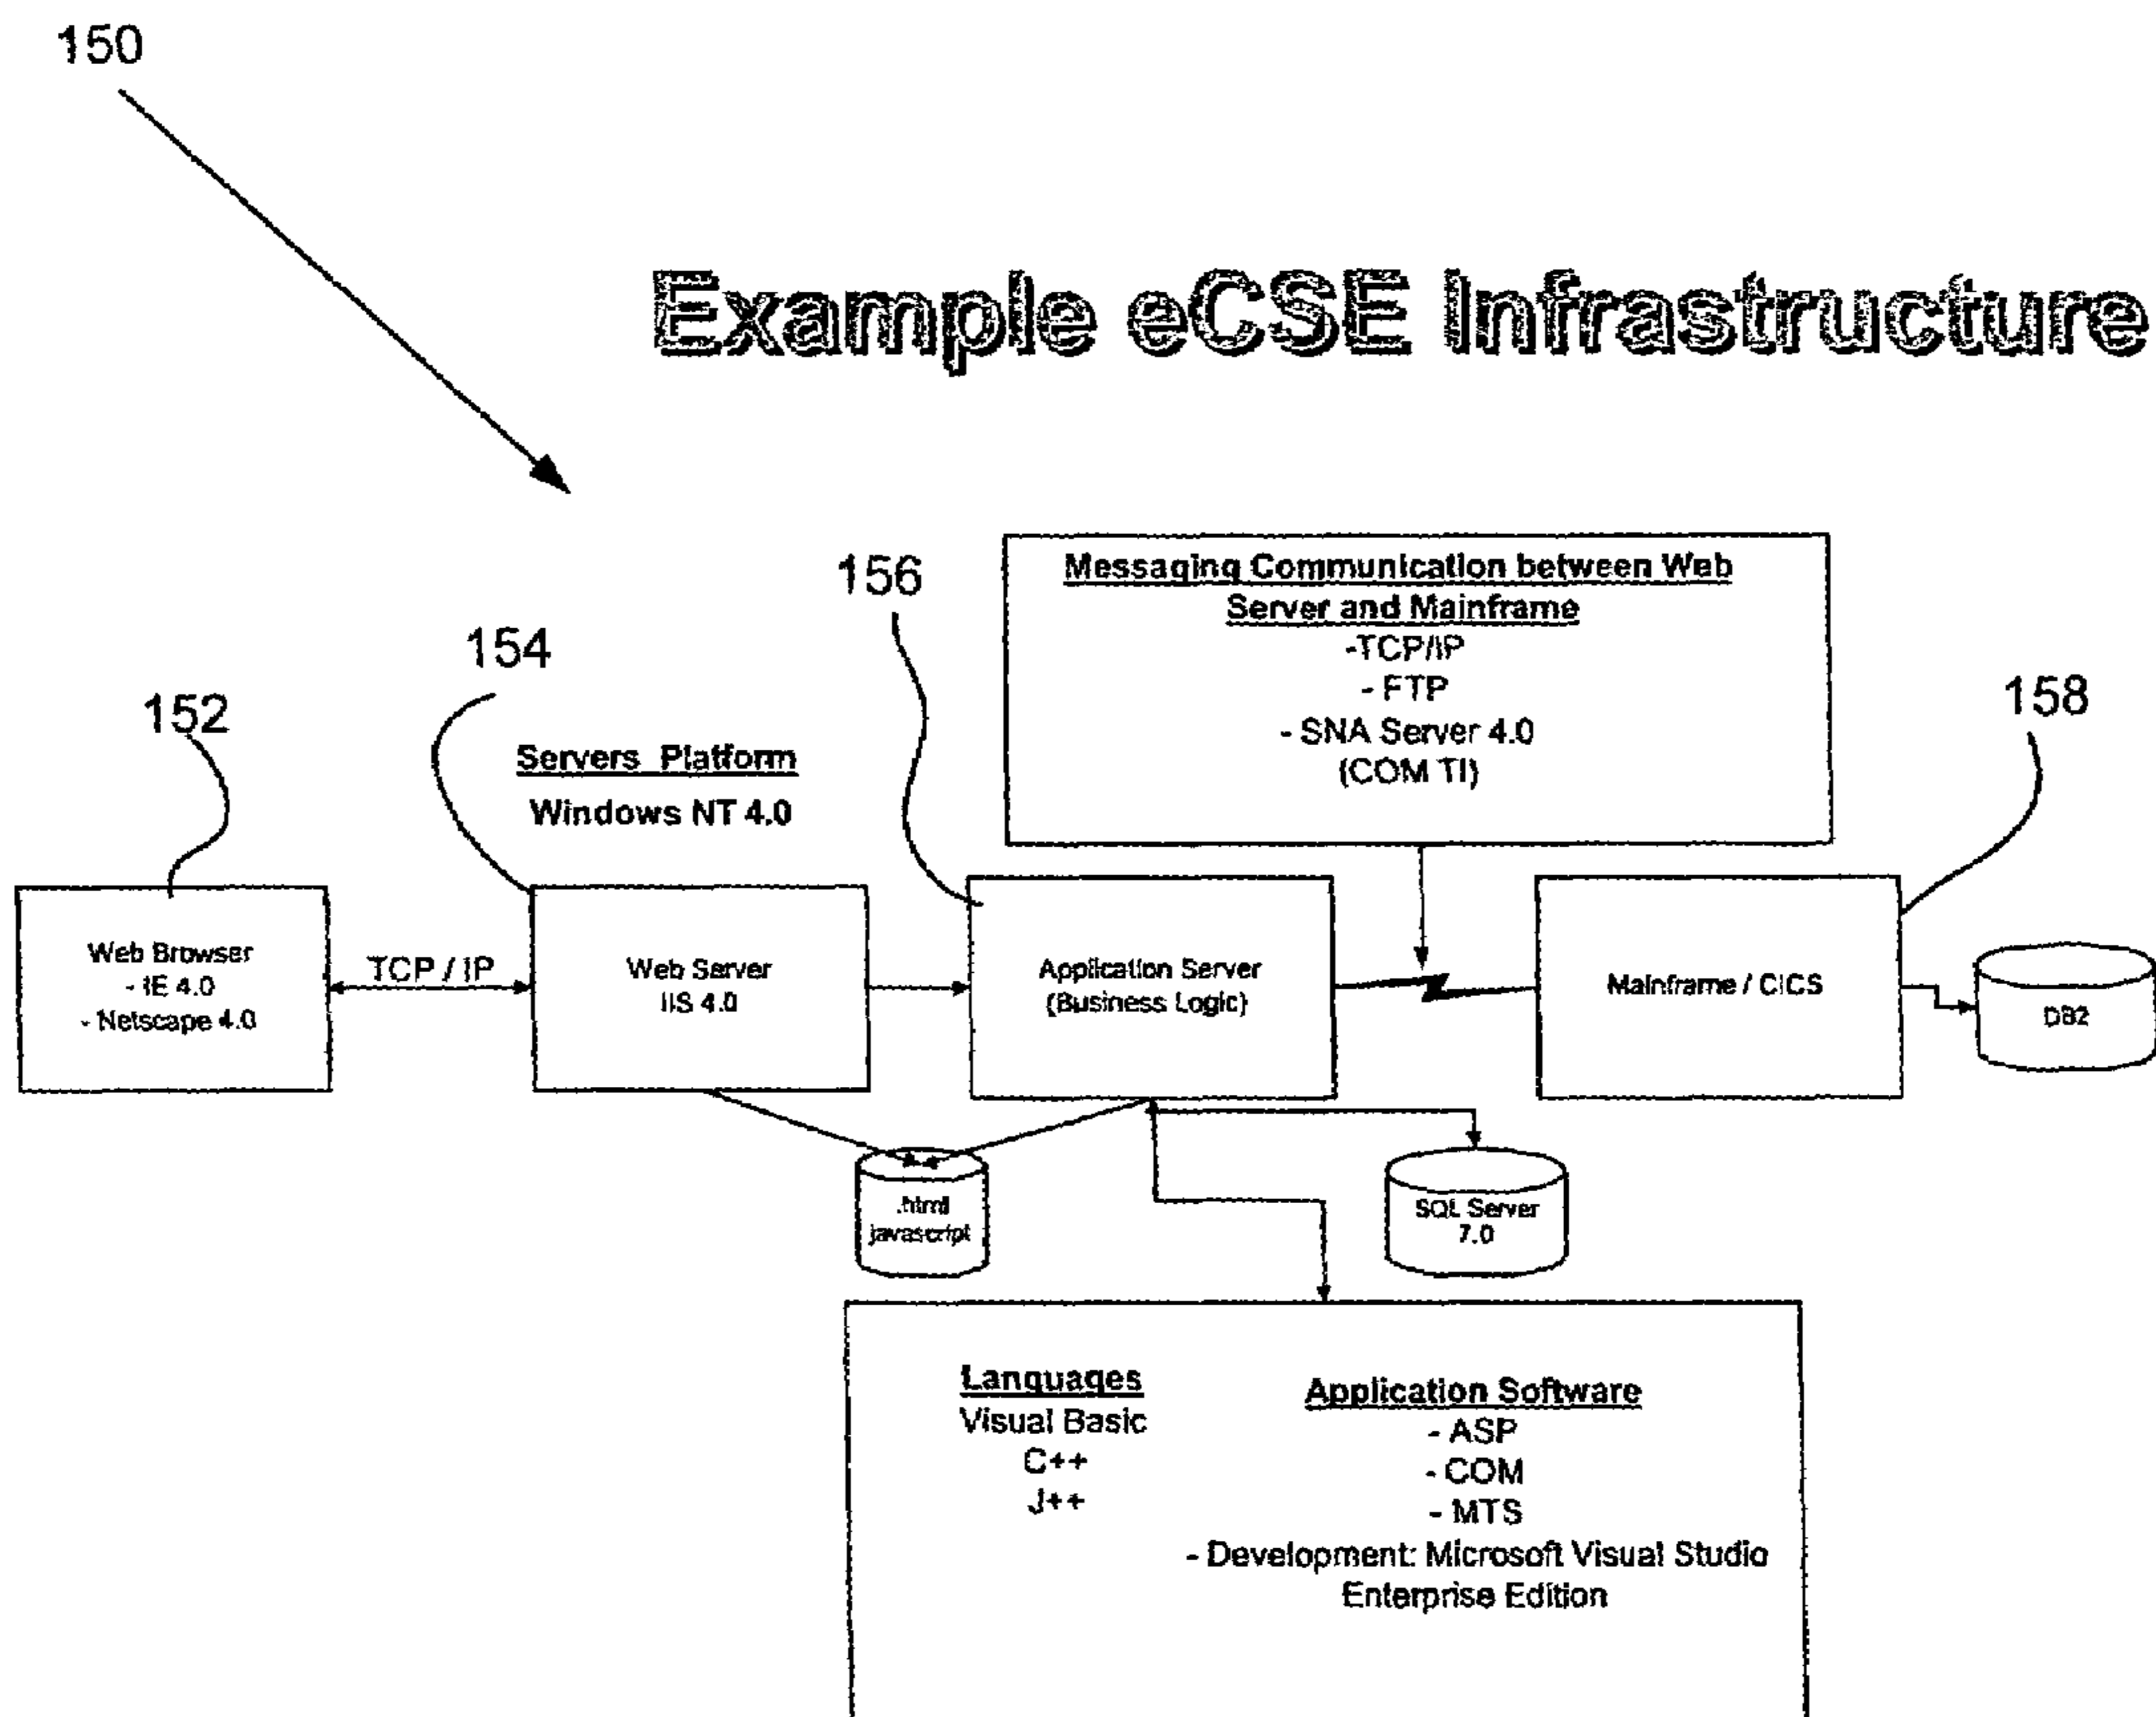 150
Example eCSE Infrastructure
156
Messaging Communication between Web
Server and Mainframe
-TCP/IP
- FTP
- SNA Server 4.0
(COM TI)
154
152
158
Servers Platform
Windows NT 4.0
Web Browser
- IE 4.0
- Netscape 4.0
TCP / IP
Web Server
IIS 4.0
Application Server
(Business Logic)
Mainframe / CICS
DB2
.html
javascript
SQL Server
7.0
Languages
Visual Basic
C++
J++
Application Software
- ASP
- COM
- MTS
- Development: Microsoft Visual Studio
Enterprise Edition